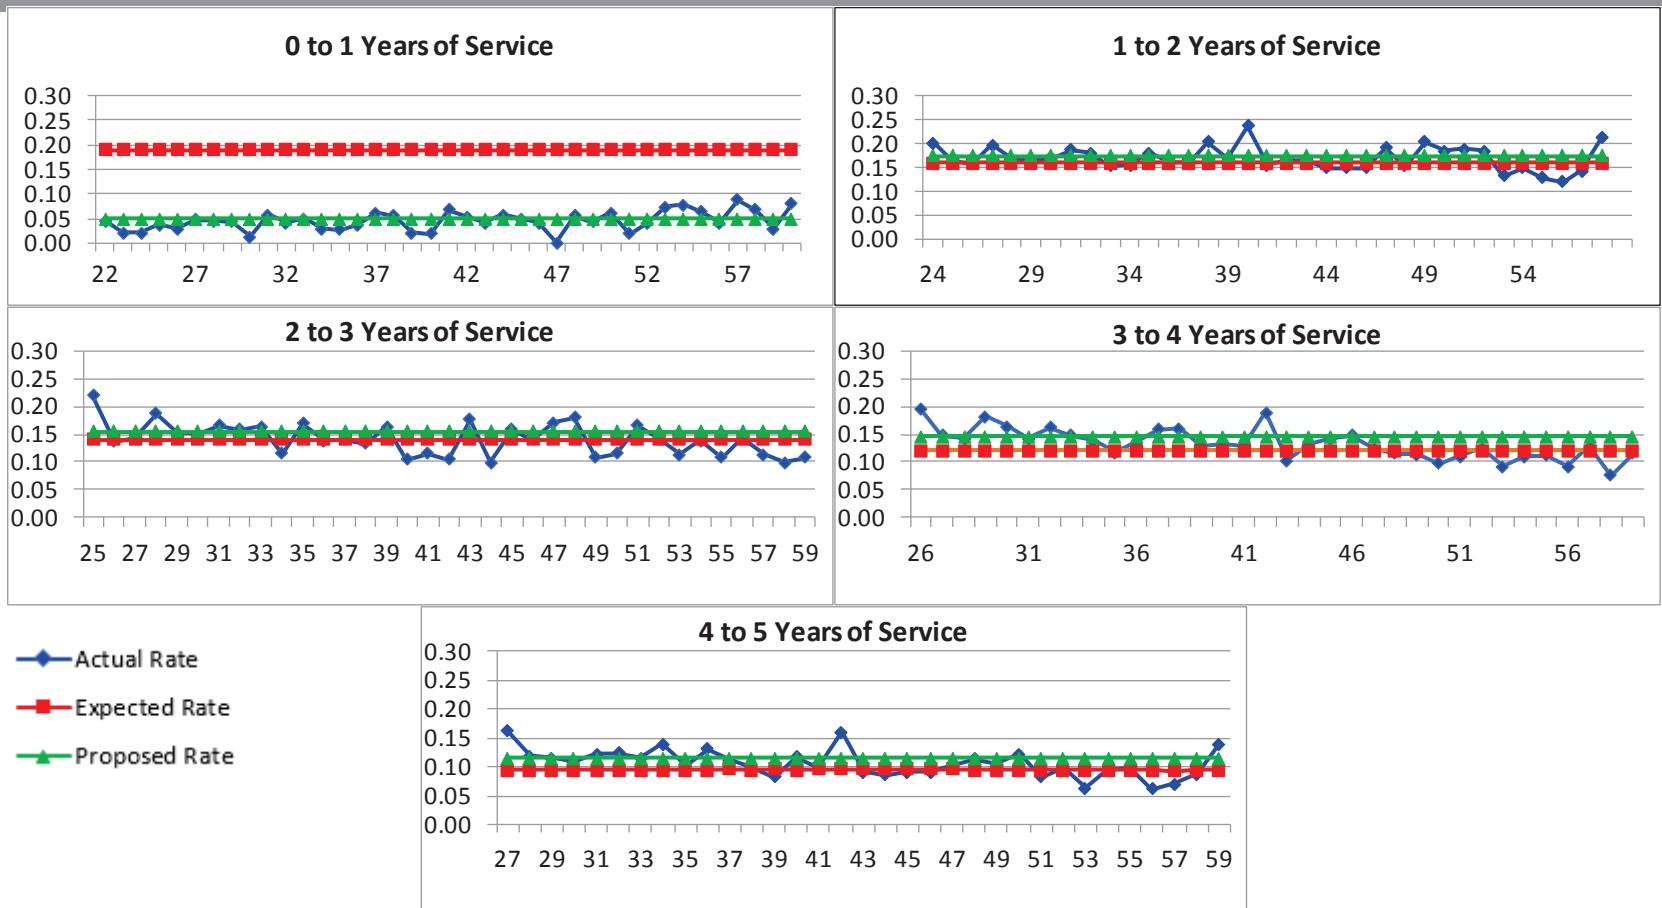 0 to 1 Years of Service
0.30
0.25
0.20
0.15
0.10
0.05
0.00
22 27 32 37 42 47 52 57
1 to 2 Years of Service
0.30
0.25
0.20
0.15
0.10
0.05
0.00
24 29 34 39 44 49 54
2 to 3 Years of Service
0.30
0.25
0.20
0.15
0.10
0.05
0.00
25 27 29 31 33 35 37 39 41 43 45 47 49 51 53 55 57 59
3 to 4 Years of Service
0.30
0.25
0.20
0.15
0.10
0.05
0.00
26 31 36 41 46 51 56
Actual Rate
Expected Rate
Proposed Rate
4 to 5 Years of Service
0.30
0.25
0.20
0.15
0.10
0.05
0.00
27 29 31 33 35 37 39 41 43 45 47 49 51 53 55 57 59